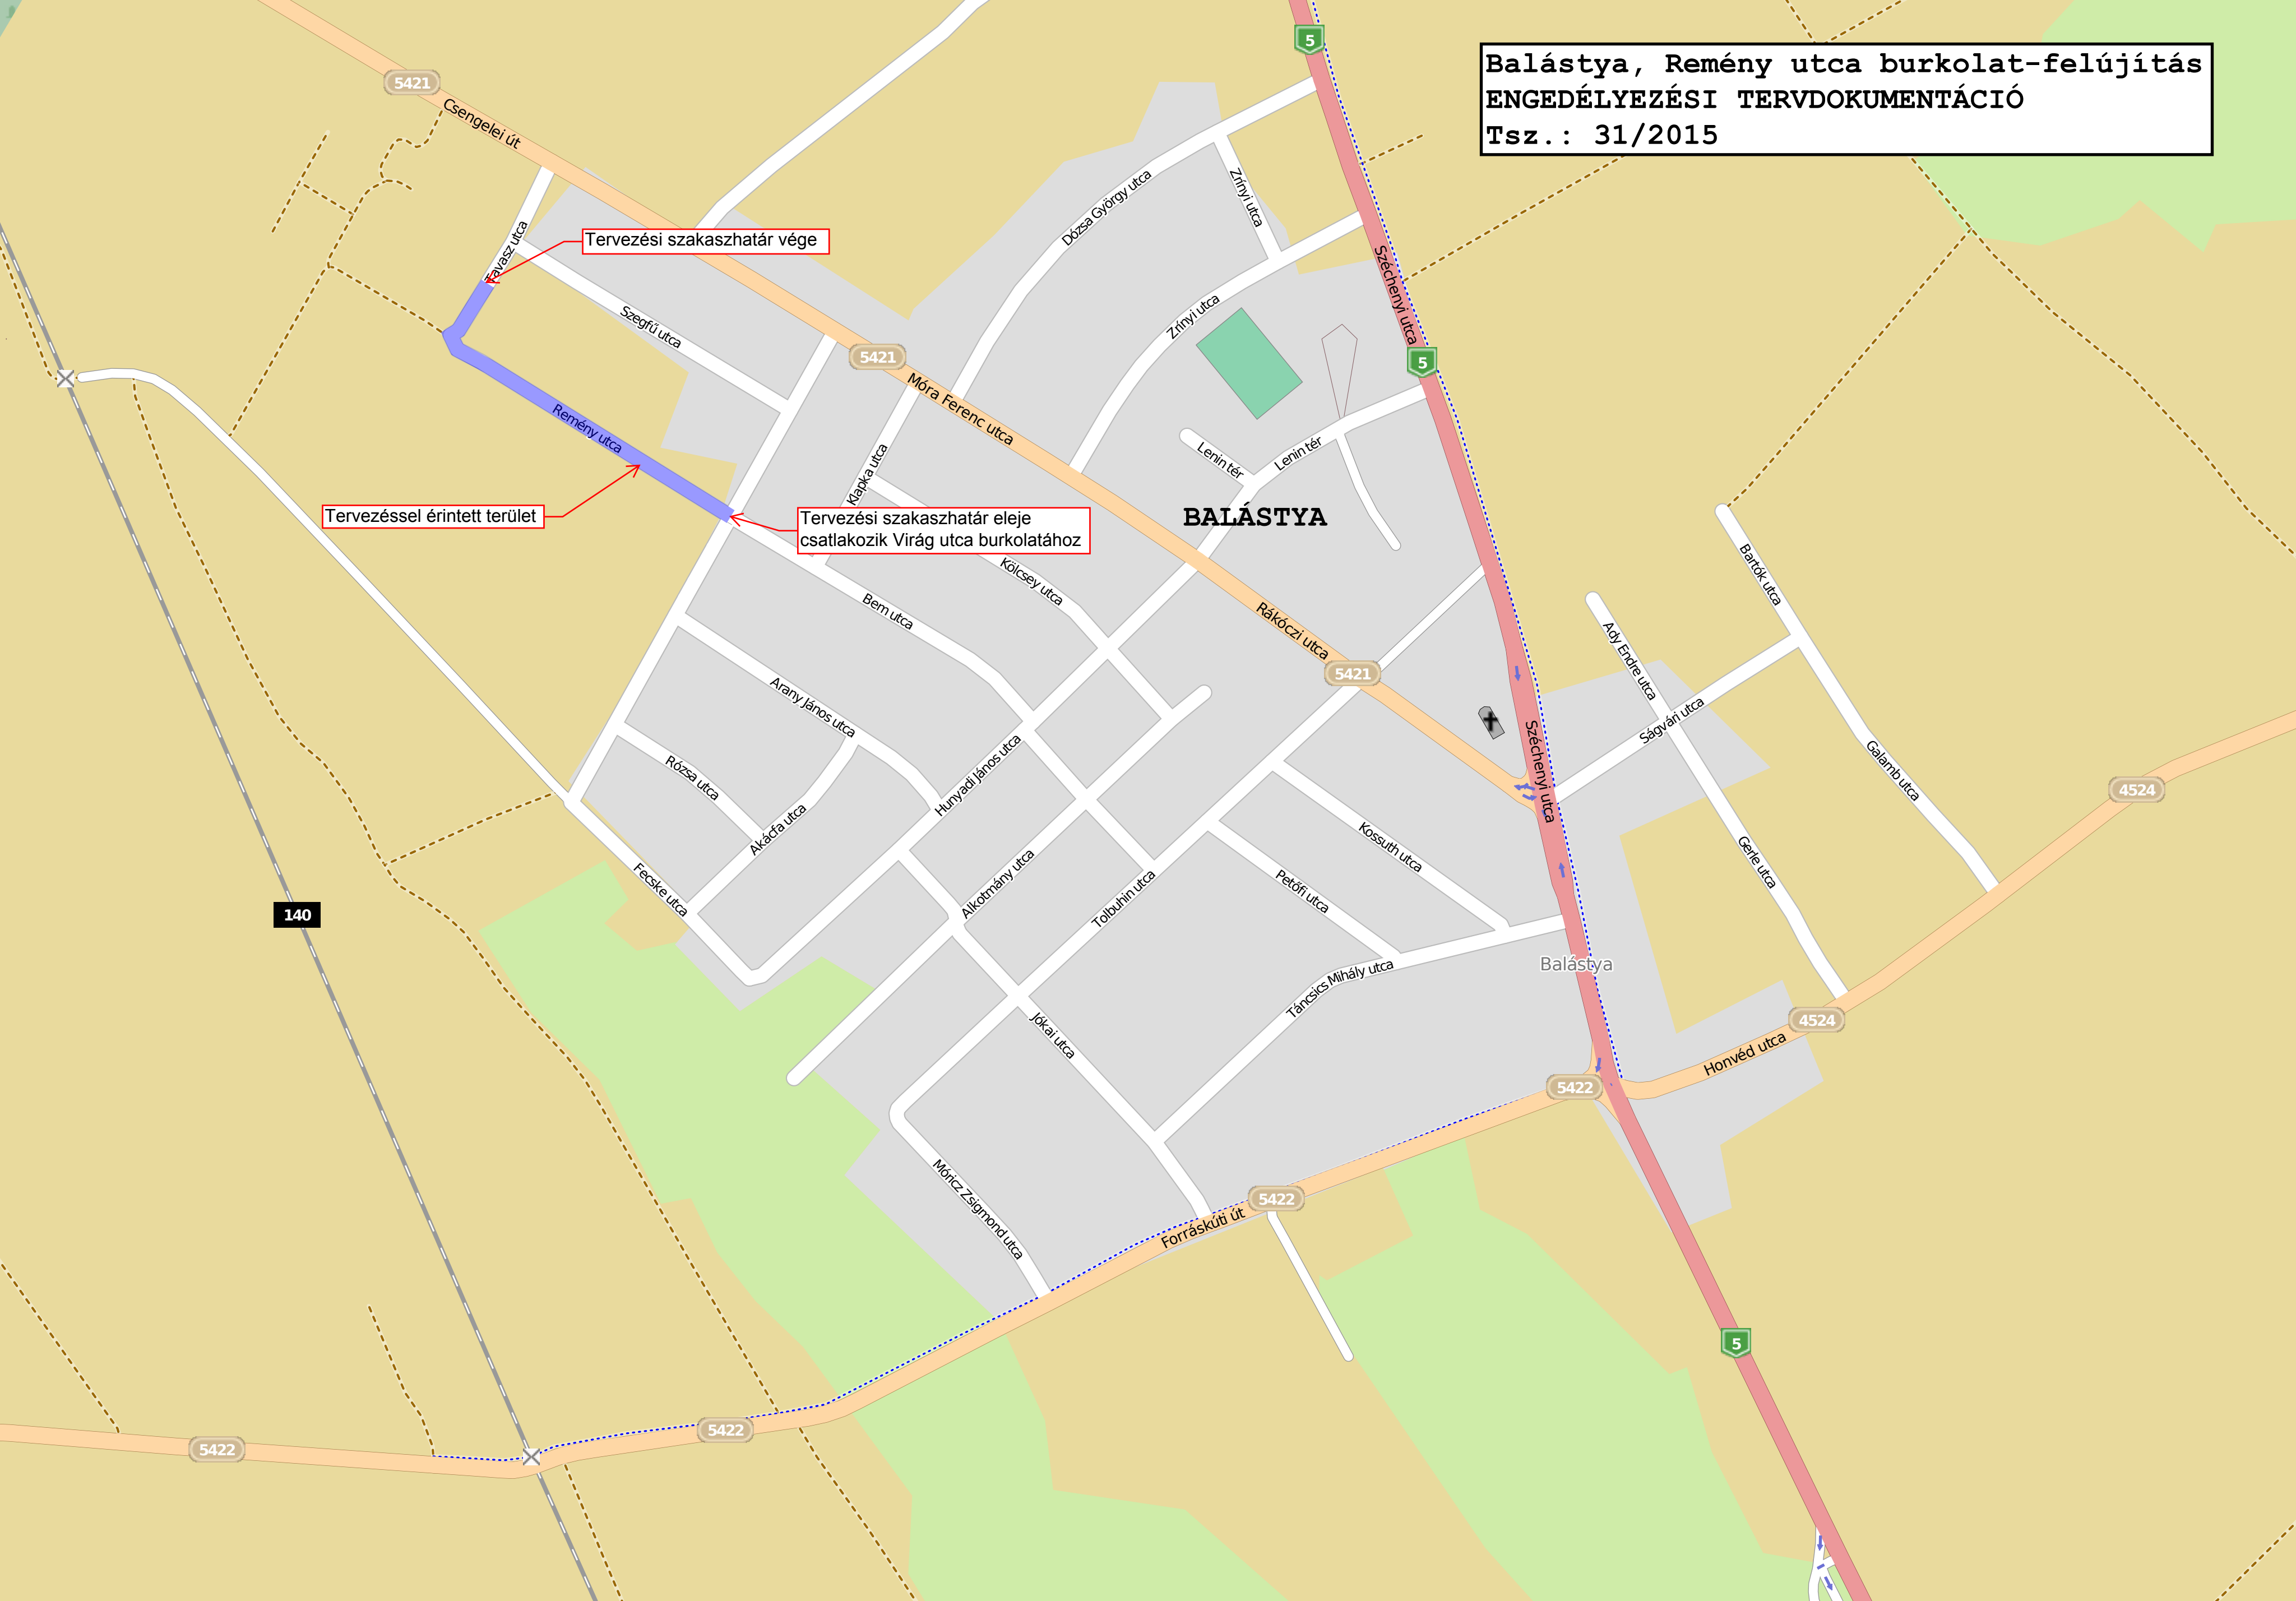 5
Balástya, Remény utca burkolat-felújítás
ENGEDÉLYEZÉSI TERVDOKUMENTÁCIÓ
Tsz.: 31/2015
5421
Csengelei út
Zrínyi utca
Dózsa György utca
Tavasz utca
Tervezési szakaszhatár vége
Széchenyi utca
Zrínyi utca
Szegfű utca
5421
5
Móra Ferenc utca
Remény utca
Lenin tér
Lenin tér
Klapka utca
Tervezéssel érintett terület
Tervezési szakaszhatár eleje
csatlakozik Virág utca burkolatához
BALÁSTYA
Kölcsey utca
Bartók utca
Bem utca
Rákóczi utca
Ady Endre utca
5421
Arany János utca
Ságvári utca
Széchenyi utca
Rózsa utca
Hunyadi János utca
Galamb utca
4524
Akácfa utca
Kossuth utca
Gerle utca
Fecske utca
Alkotmány utca
Tolbuhin utca
Petőfi utca
140
Balástya
Táncsics Mihály utca
Jókai utca
4524
Honvéd utca
5422
Móricz Zsigmond utca
5422
Forráskúti út
5
5422
5422